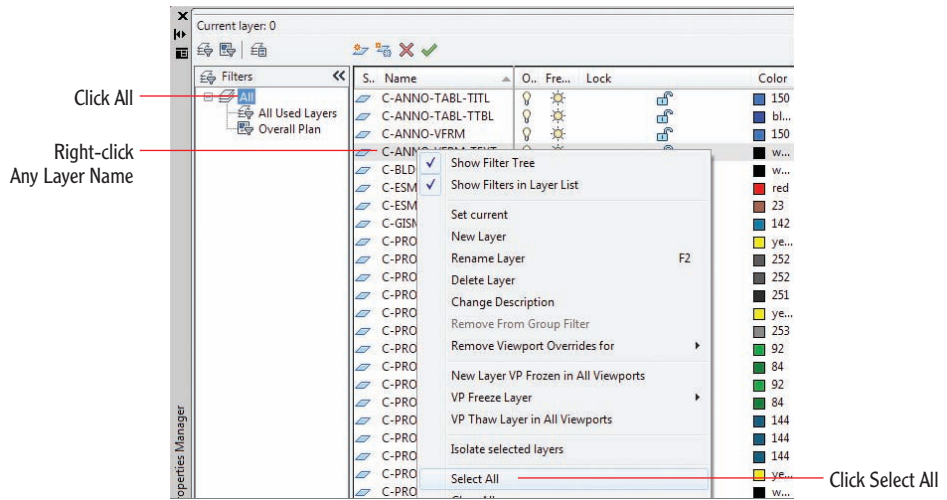 Current layer: 0
Filters
S.. Name O.. Fre... Lock Color
Click All
All
All Used Layers
Overall Plan
Right-click
Any Layer Name
C-ANNO-TABL-TITL 150
C-ANNO-TABL-TTBL bl...
C-ANNO-VFRM 150
C-ANNO-VFRM-TEXT w...
C-BLD w...
C-ESM red
C-ESM 23
C-GISM 142
C-PRO ye...
C-PRO 252
C-PRO 252
C-PRO 251
C-PRO ye...
C-PRO 253
C-PRO 92
C-PRO 84
C-PRO 92
C-PRO 84
C-PRO 144
C-PRO 144
C-PRO 144
C-PRO ye...
C-PRO w...
Show Filter Tree
Show Filters in Layer List
Set current
New Layer
Rename Layer F2
Delete Layer
Change Description
Remove From Group Filter
Remove Viewport Overrides for
New Layer VP Frozen in All Viewports
VP Freeze Layer
VP Thaw Layer in All Viewports
Isolate selected layers
Select All
Click Select All
operties Manager